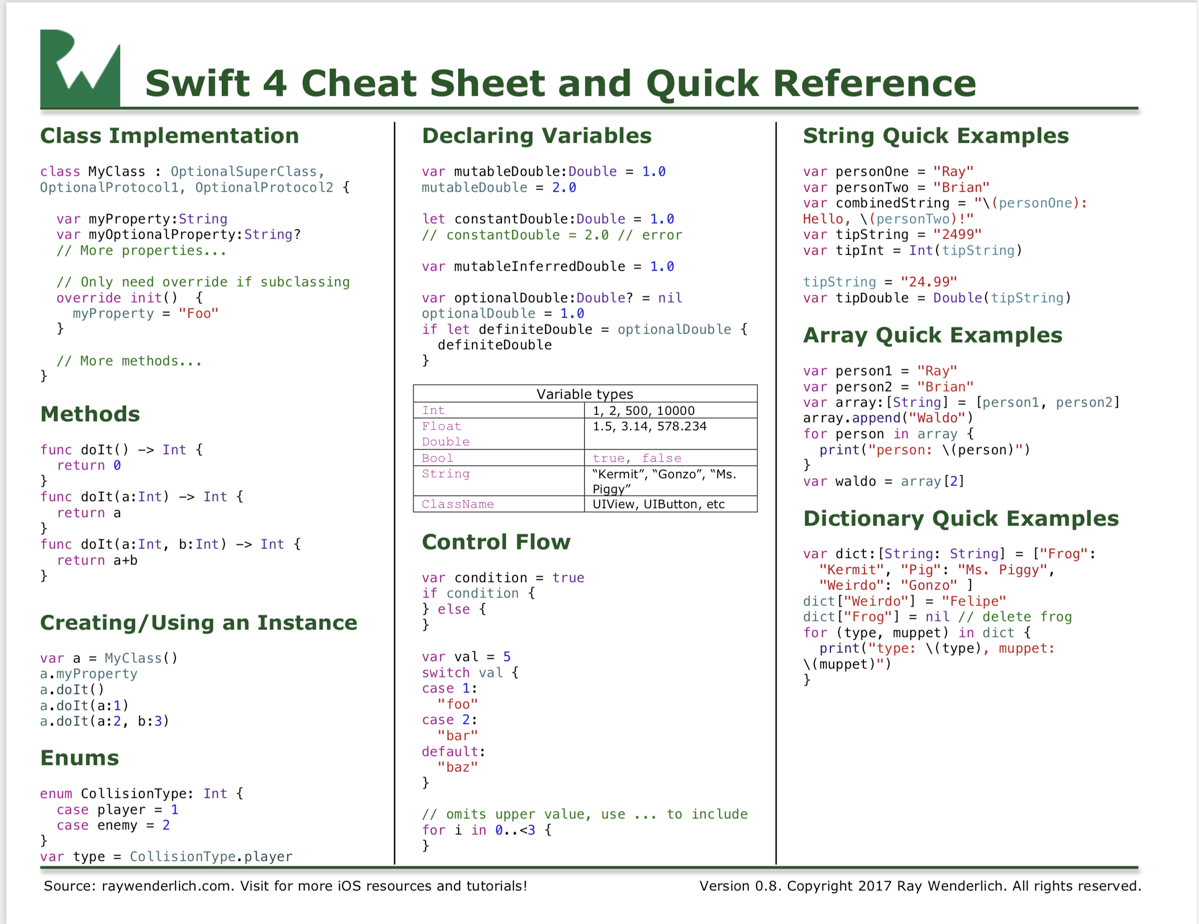 RW
Swift 4 Cheat Sheet and Quick Reference
Class Implementation
class MyClass : OptionalSuperClass,
OptionalProtocol1, OptionalProtocol2 {
var myProperty:String
var myOptionalProperty:String?
// More properties...
// Only need override if subclassing
override init()  {
myProperty = "Foo"
}
// More methods...
}
Methods
func doIt() -> Int {
return 0
}
func doIt(a:Int) -> Int {
return a
}
func doIt(a:Int, b:Int) -> Int {
return a+b
}
Creating/Using an Instance
var a = MyClass()
a.myProperty
a.doIt()
a.doIt(a:1)
a.doIt(a:2, b:3)
Enums
enum CollisionType: Int {
case player = 1
case enemy = 2
}
var type = CollisionType.player
Declaring Variables
var mutableDouble:Double = 1.0
mutableDouble = 2.0
let constantDouble:Double = 1.0
// constantDouble = 2.0 // error
var mutableInferredDouble = 1.0
var optionalDouble:Double? = nil
optionalDouble = 1.0
if let definiteDouble = optionalDouble {
definiteDouble
}
Variable types
Int 1, 2, 500, 10000
Float 1.5, 3.14, 578.234
Double
Bool true, false
String “Kermit”, “Gonzo”, “Ms.
Piggy”
ClassName UIView, UIButton, etc
Control Flow
var condition = true
if condition {
} else {
}
var val = 5
switch val {
case 1:
"foo"
case 2:
"bar"
default:
"baz"
}
// omits upper value, use ... to include
for i in 0..<3 {
}
String Quick Examples
var personOne = "Ray"
var personTwo = "Brian"
var combinedString = "\(personOne):
Hello, \(personTwo)!"
var tipString = "2499"
var tipInt = Int(tipString)
tipString = "24.99"
var tipDouble = Double(tipString)
Array Quick Examples
var person1 = "Ray"
var person2 = "Brian"
var array:[String] = [person1, person2]
array.append("Waldo")
for person in array {
print("person: \(person)")
}
var waldo = array[2]
Dictionary Quick Examples
var dict:[String: String] = ["Frog":
"Kermit", "Pig": "Ms. Piggy",
"Weirdo": "Gonzo" ]
dict["Weirdo"] = "Felipe"
dict["Frog"] = nil // delete frog
for (type, muppet) in dict {
print("type: \(type), muppet:
\(muppet)")
}
Source: raywenderlich.com. Visit for more iOS resources and tutorials!
Version 0.8. Copyright 2017 Ray Wenderlich. All rights reserved.